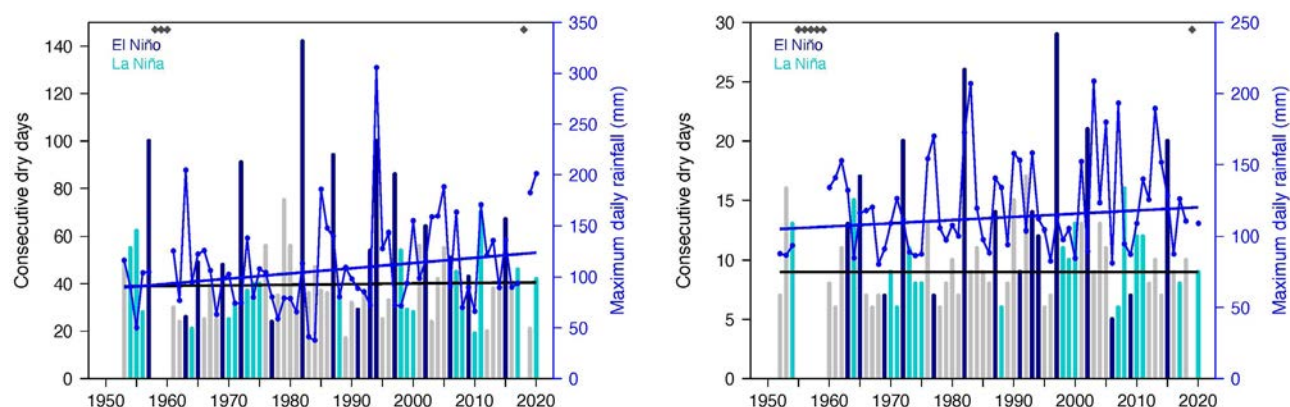 El Niño
La Niña
Consecutive dry days
0
20
40
60
80
100
120
140
Maximum daily rainfall (mm)
0
50
100
150
200
250
300
350
1950 1960 1970 1980 1990 2000 2010 2020
El Niño
La Niña
Consecutive dry days
0
5
10
15
20
25
30
Maximum daily rainfall (mm)
0
50
100
150
200
250
1950 1960 1970 1980 1990 2000 2010 2020